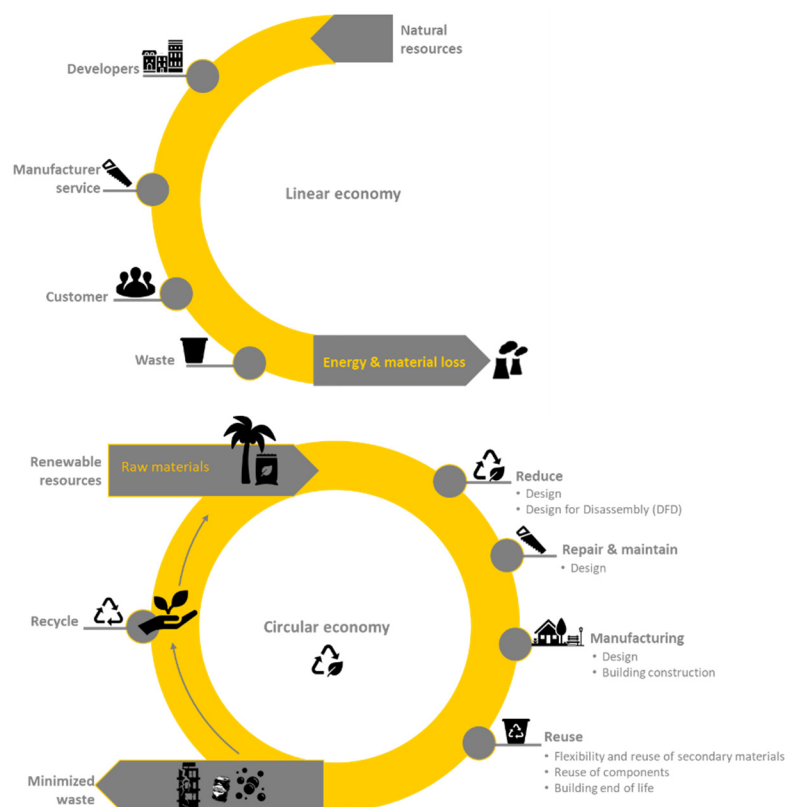 Natural
resources
Developers
Manufacturer
service
Linear economy
Customer
Waste
Energy & material loss
Renewable
resources
Raw materials
Reduce
• Design
• Design for Disassembly (DFD)
Repair & maintain
• Design
Recycle
Circular economy
Manufacturing
• Design
• Building construction
Reuse
• Flexibility and reuse of secondary materials
• Reuse of components
• Building end of life
Minimized
waste